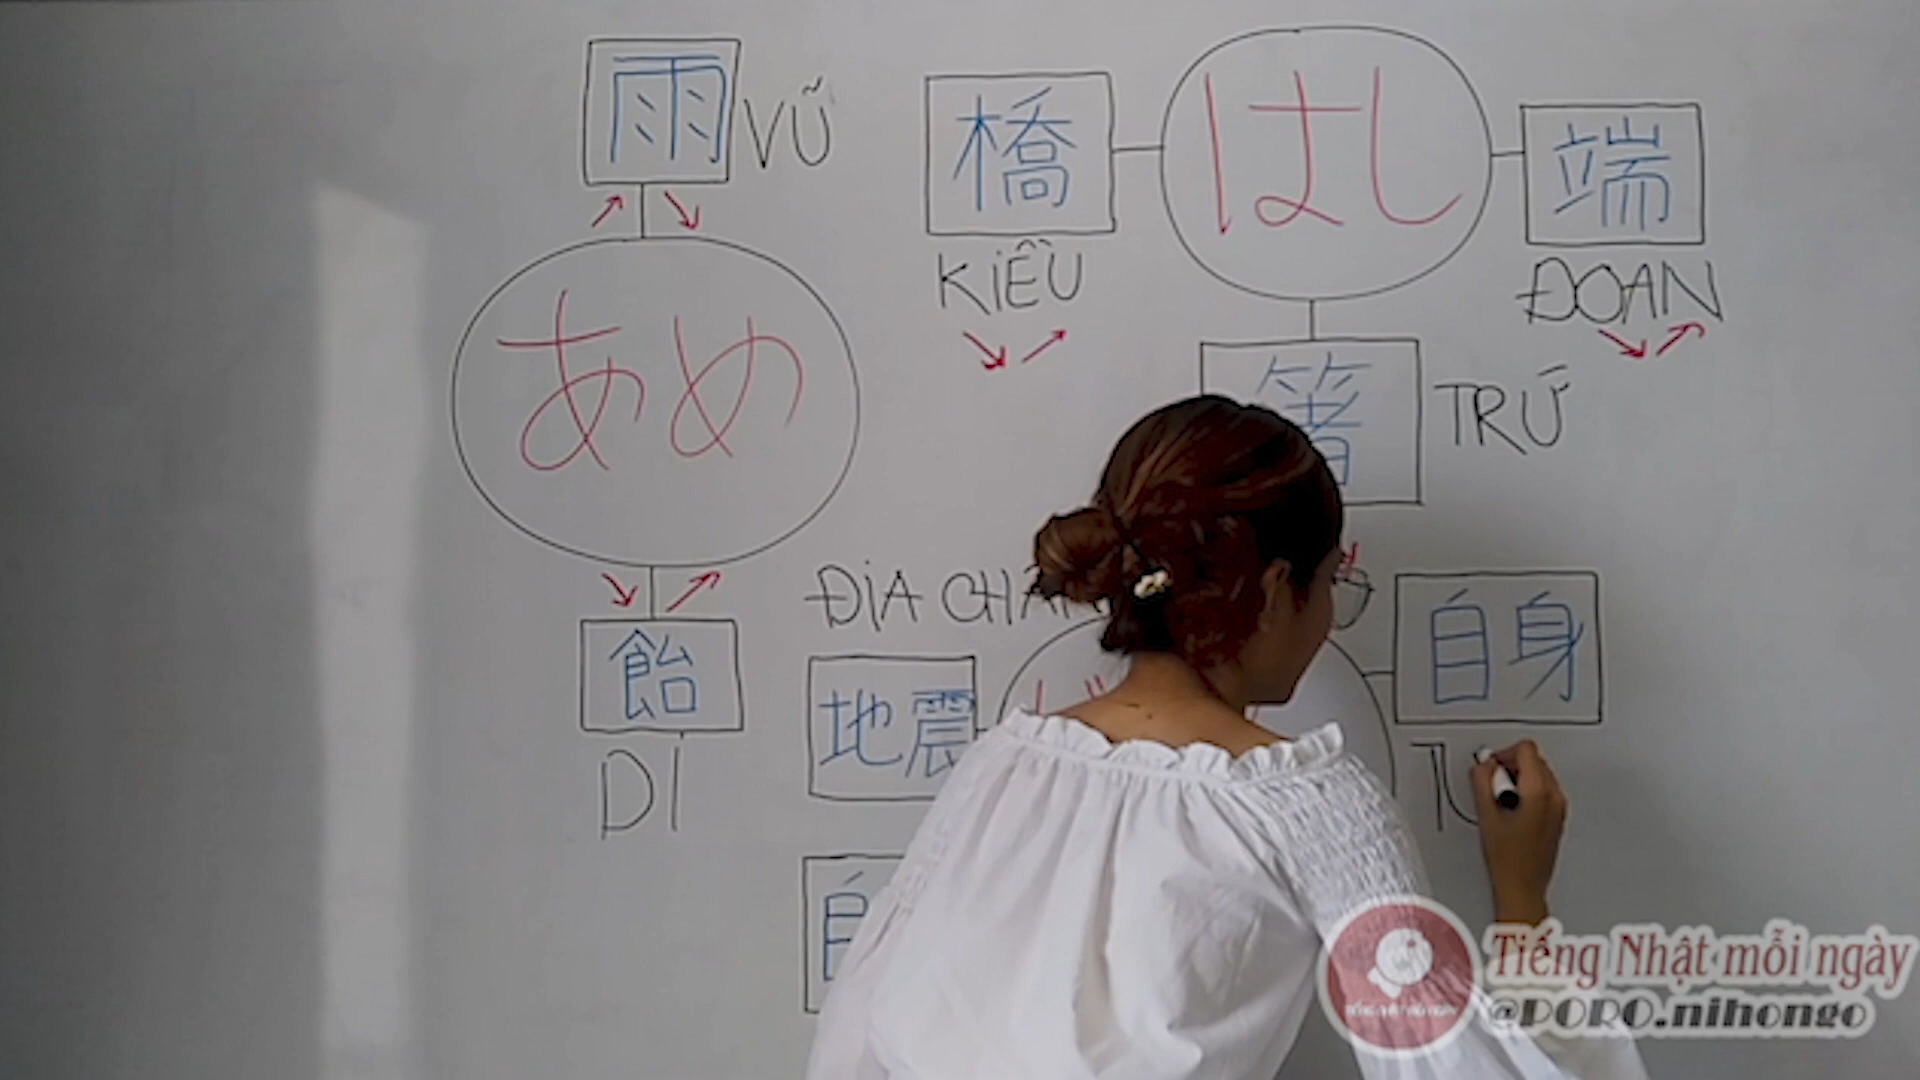 雨
VŨ
あめ
飴
DI
橋
KIỀU
はし
端
ĐOAN
箸
TRỨ
ĐỊA
地震
自身
Tiếng Nhật mỗi ngày
@PORO.nihongo